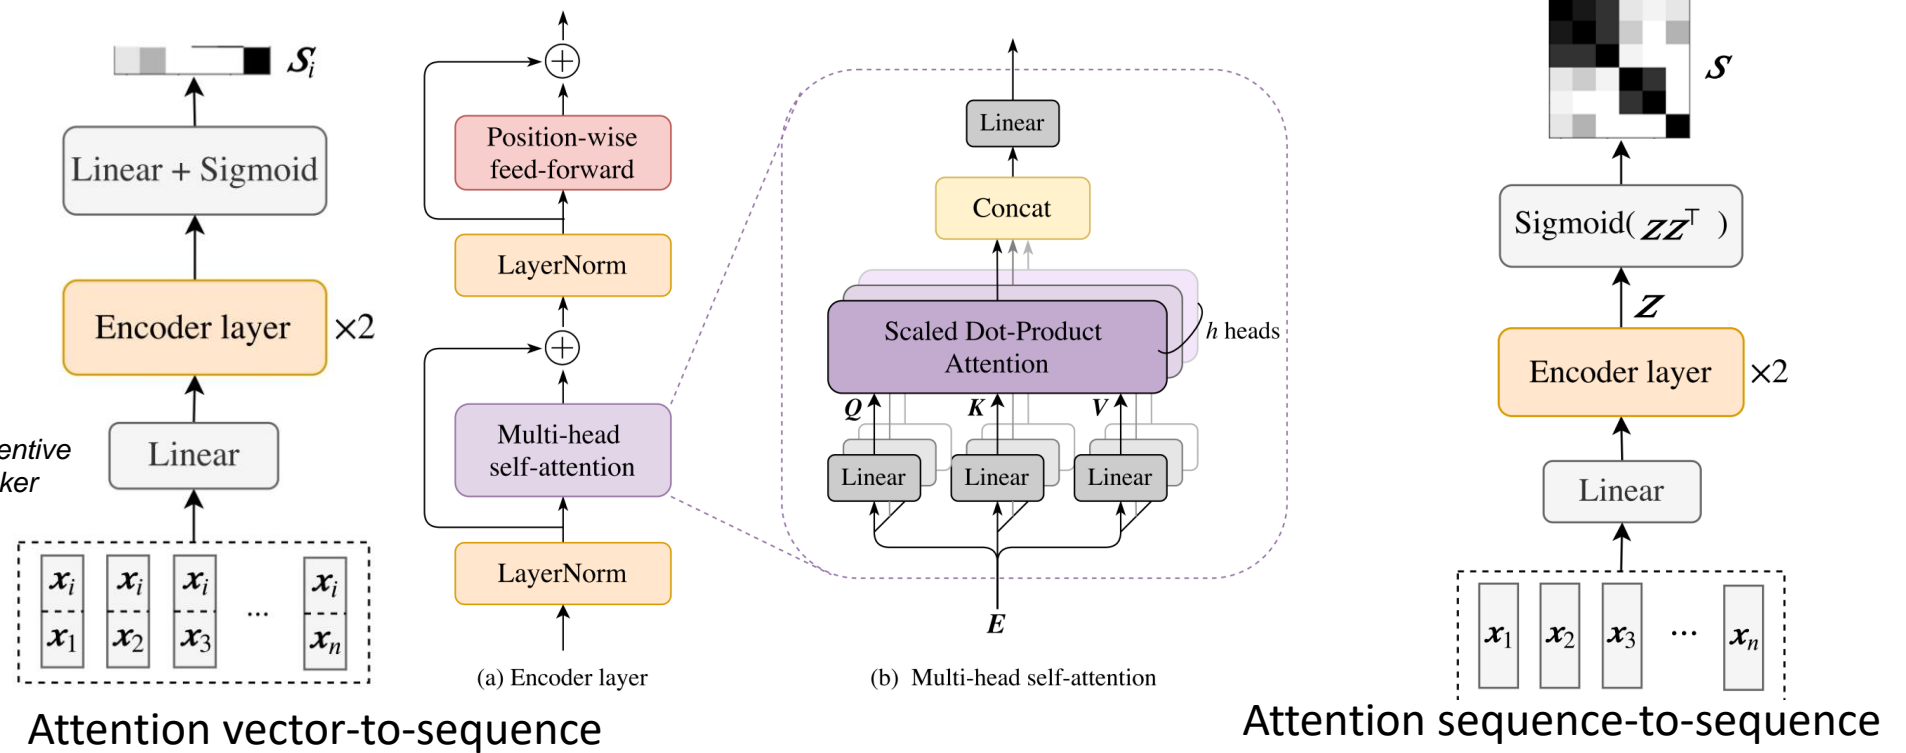 S_i
Linear + Sigmoid
Encoder layer
×2
Linear
entive
ker
x_i x_i x_i ... x_i
x_1 x_2 x_3 x_n
Attention vector-to-sequence
+
Position-wise
feed-forward
LayerNorm
+
Multi-head
self-attention
LayerNorm
(a) Encoder layer
Linear
Concat
Scaled Dot-Product
Attention
h heads
Q K V
Linear Linear Linear
E
(b) Multi-head self-attention
S
Sigmoid( ZZ^⊤ )
Z
Encoder layer
×2
Linear
x_1 x_2 x_3 ... x_n
Attention sequence-to-sequence